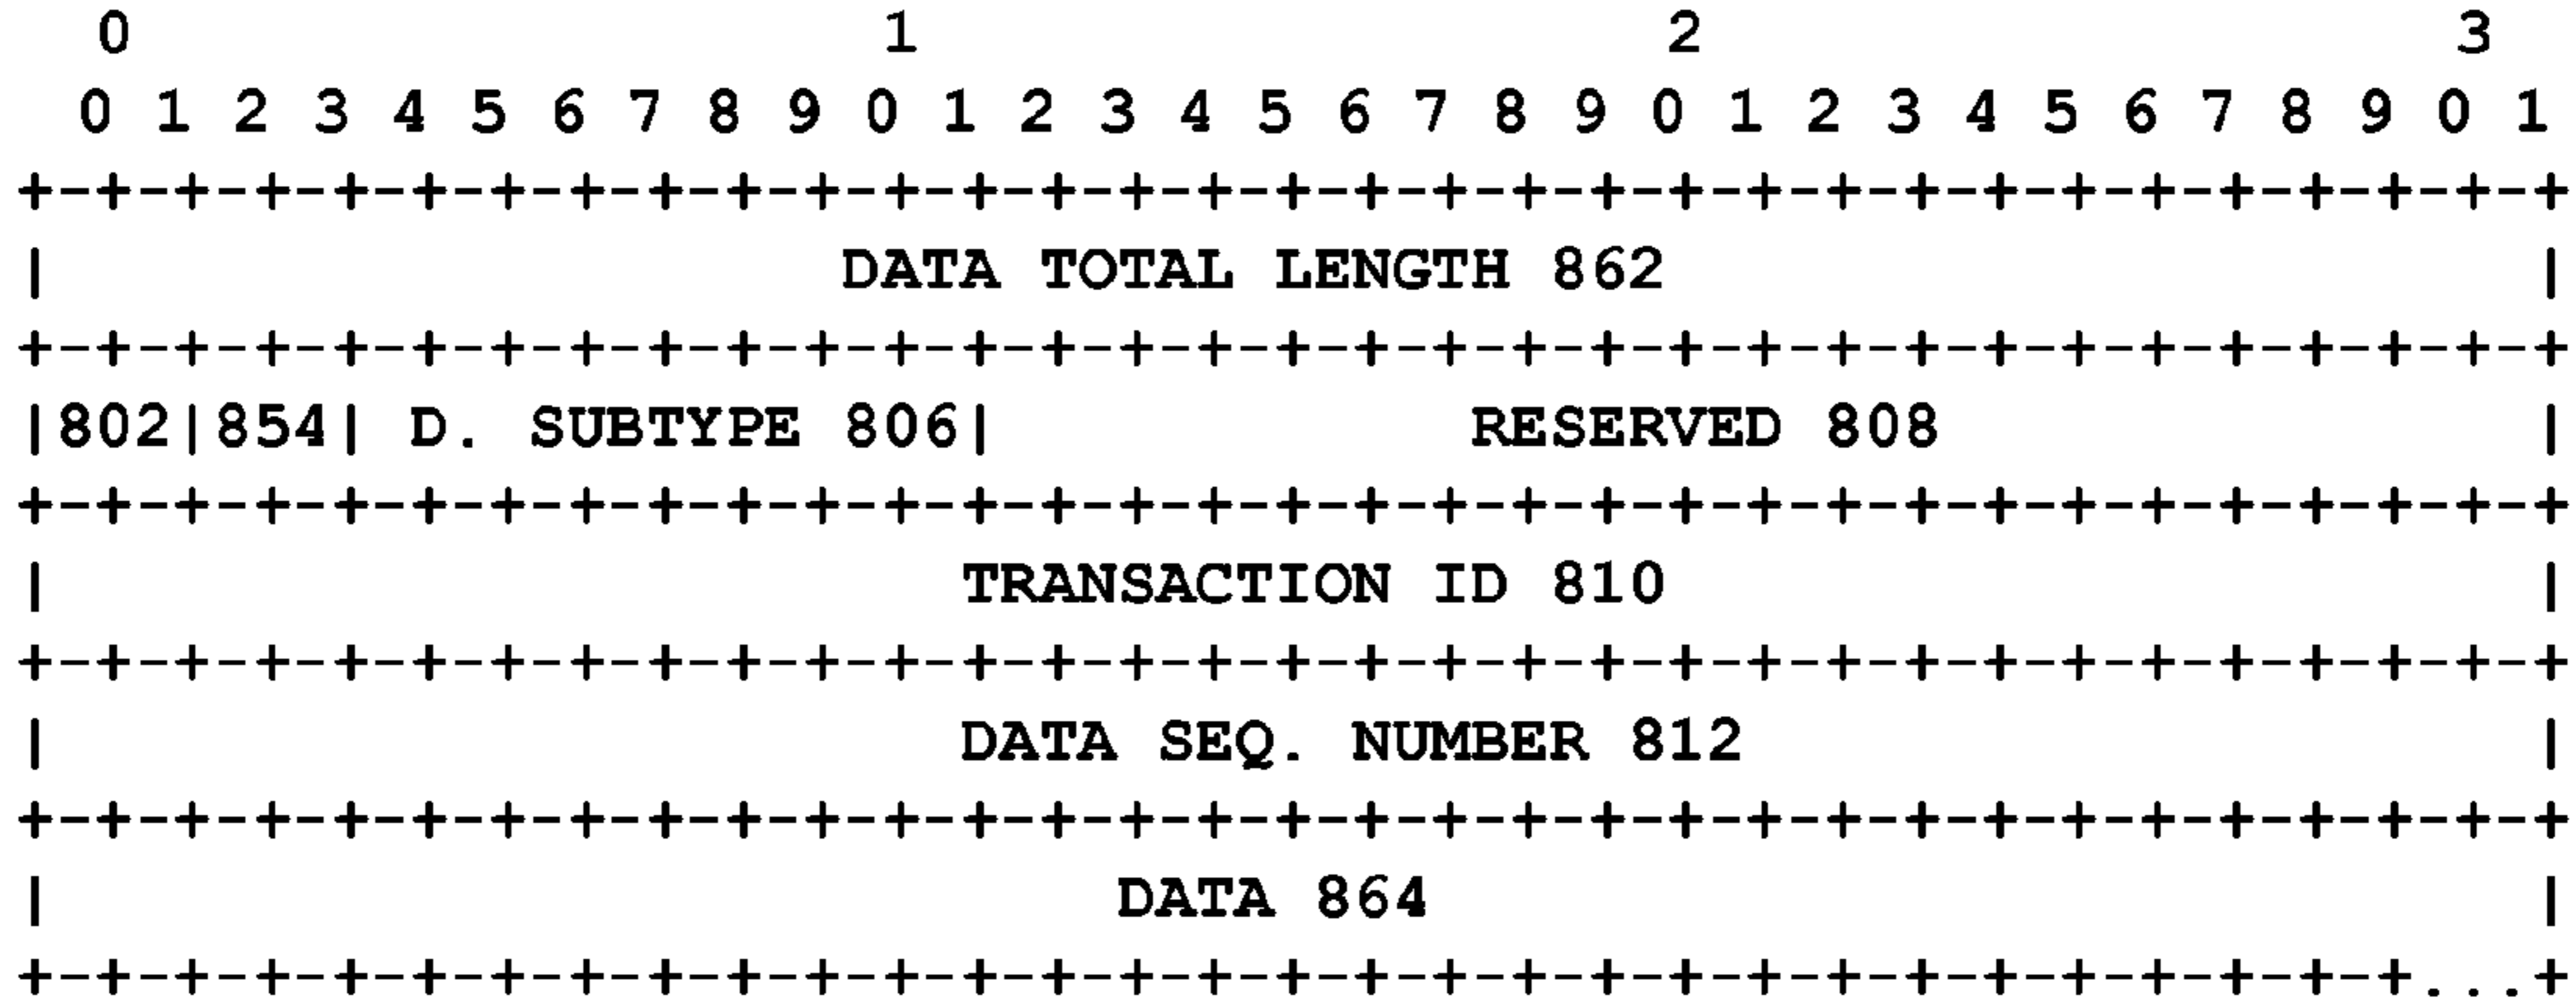 0 1 2 3
0 1 2 3 4 5 6 7 8 9 0 1 2 3 4 5 6 7 8 9 0 1 2 3 4 5 6 7 8 9 0 1
+-+-+-+-+-+-+-+-+-+-+-+-+-+-+-+-+-+-+-+-+-+-+-+-+-+-+-+-+-+-+-+-+
| DATA TOTAL LENGTH 862 |
+-+-+-+-+-+-+-+-+-+-+-+-+-+-+-+-+-+-+-+-+-+-+-+-+-+-+-+-+-+-+-+-+
|802|854| D. SUBTYPE 806| RESERVED 808 |
+-+-+-+-+-+-+-+-+-+-+-+-+-+-+-+-+-+-+-+-+-+-+-+-+-+-+-+-+-+-+-+-+
| TRANSACTION ID 810 |
+-+-+-+-+-+-+-+-+-+-+-+-+-+-+-+-+-+-+-+-+-+-+-+-+-+-+-+-+-+-+-+-+
| DATA SEQ. NUMBER 812 |
+-+-+-+-+-+-+-+-+-+-+-+-+-+-+-+-+-+-+-+-+-+-+-+-+-+-+-+-+-+-+-+-+
| DATA 864 |
+-+-+-+-+-+-+-+-+-+-+-+-+-+-+-+-+-+-+-+-+-+-+-+-+-+-+-+-+-+-+...+